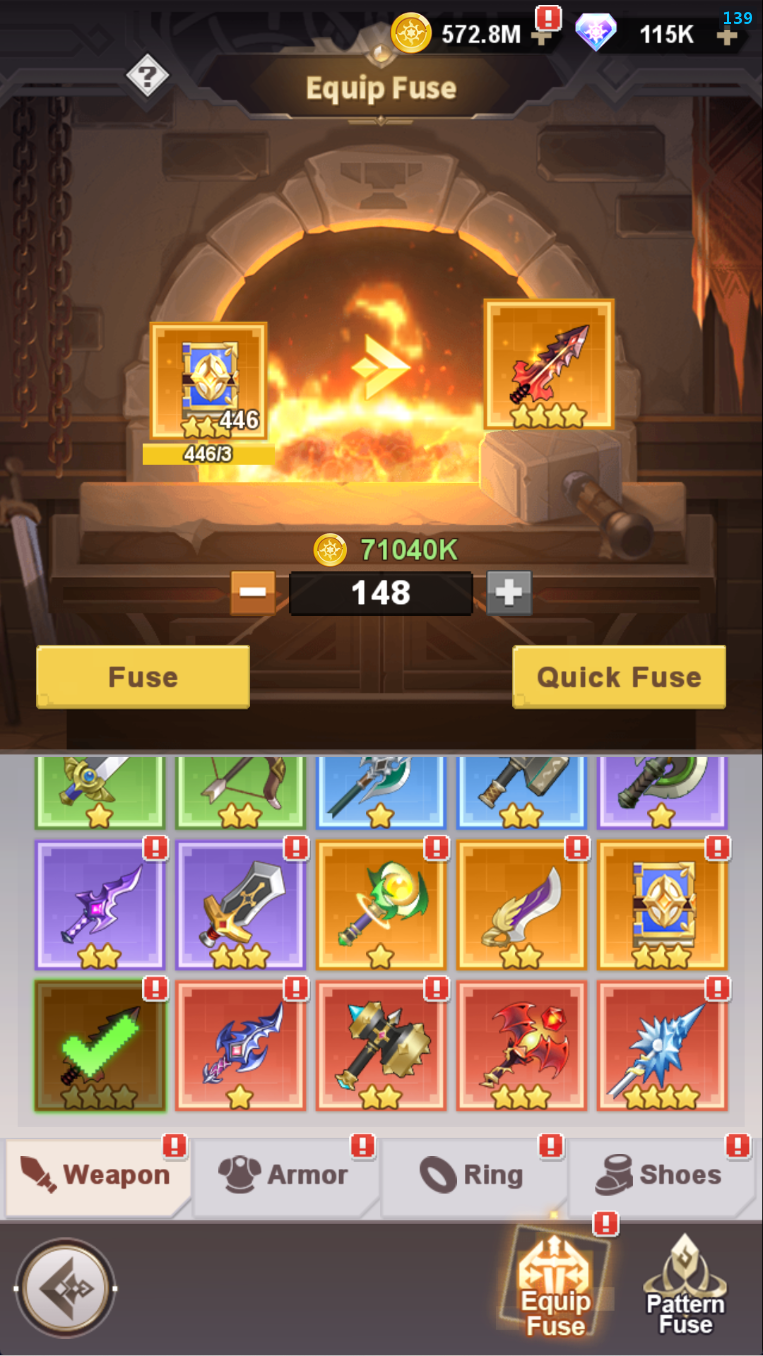 139
572.8M
115K
?
Equip Fuse
446
446/3
71040K
148
Fuse
Quick Fuse
Weapon
Armor
Ring
Shoes
Equip
Fuse
Pattern
Fuse